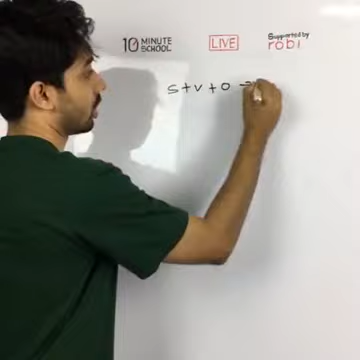 10 MINUTE SCHOOL
LIVE
Supported by
robi
S+V+O